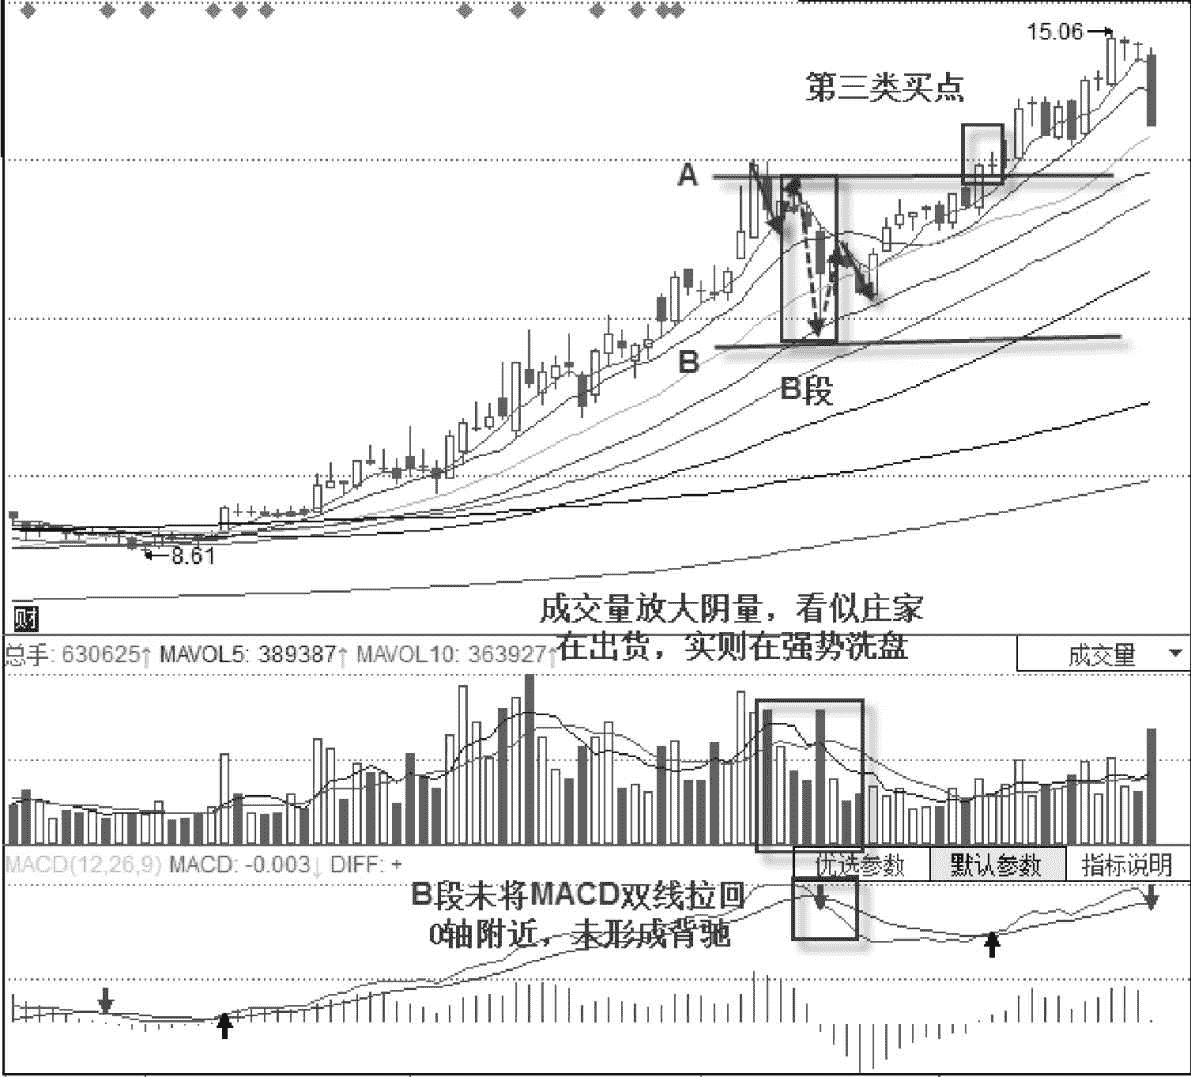 15.06
第三类买点
A
B
B段
8.61
财
成交量放大阴量，看似庄家
在出货，实则在强势洗盘
总手: 630625↑ MAVOL5: 389387↑ MAVOL10: 363927↑
成交量
MACD(12,26,9) MACD: -0.003↓ DIFF: +
优选参数 默认参数 指标说明
B段未将MACD双线拉回
0轴附近，未形成背驰